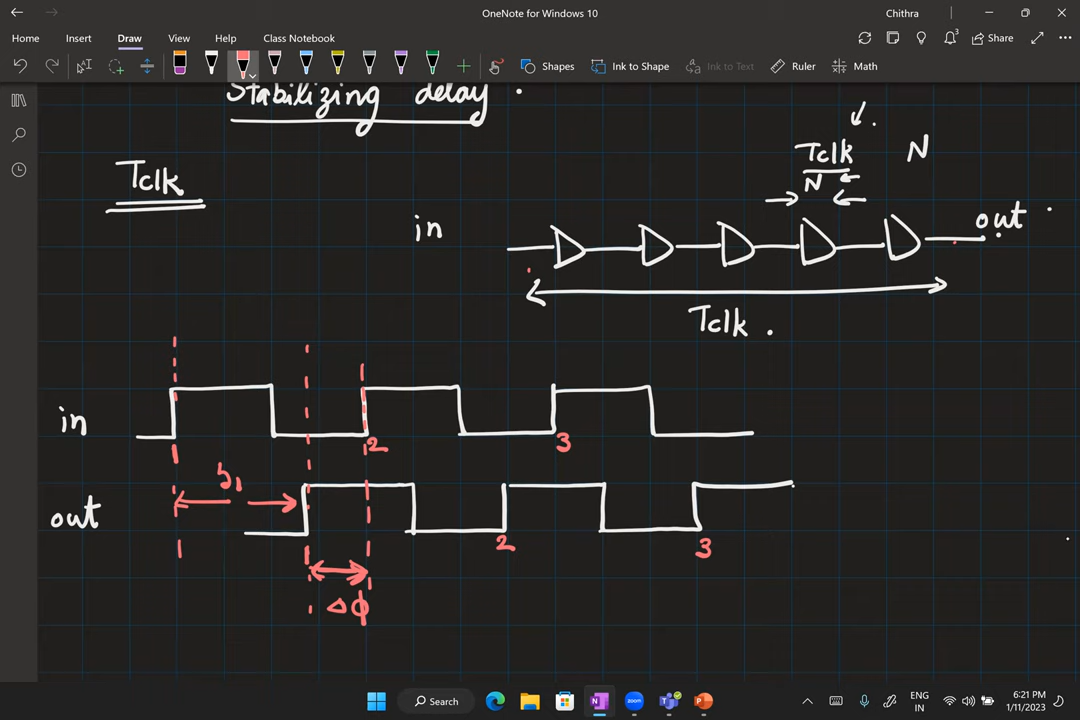 OneNote for Windows 10
Chithra
Home Insert Draw View Help Class Notebook
Share
Shapes Ink to Shape Ink to Text Ruler Math
Stabilizing delay.
Tclk
Tclk
N
N
in
out
Tclk.
in
2
3
out
2
3
Δϕ
Search
ENG
IN
6:21 PM
1/11/2023